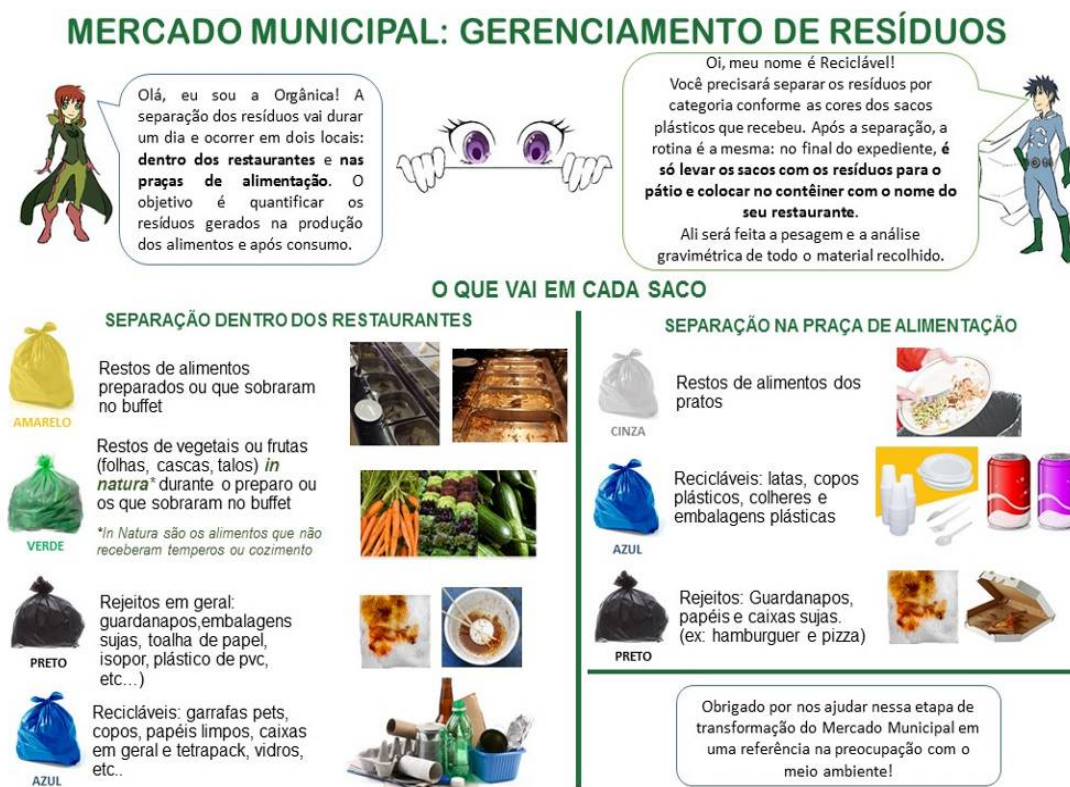 MERCADO MUNICIPAL: GERENCIAMENTO DE RESÍDUOS
Olá, eu sou a Orgânica! A
separação dos resíduos vai durar
um dia e ocorrer em dois locais:
dentro dos restaurantes e nas
praças de alimentação. O
objetivo é quantificar os
resíduos gerados na produção
dos alimentos e após consumo.
Oi, meu nome é Reciclável!
Você precisará separar os resíduos por
categoria conforme as cores dos sacos
plásticos que recebeu. Após a separação, a
rotina é a mesma: no final do expediente, é
só levar os sacos com os resíduos para o
pátio e colocar no contêiner com o nome do
seu restaurante.
Ali será feita a pesagem e a análise
gravimétrica de todo o material recolhido.
O QUE VAI EM CADA SACO
SEPARAÇÃO DENTRO DOS RESTAURANTES
AMARELO
Restos de alimentos
preparados ou que sobraram
no buffet
VERDE
Restos de vegetais ou frutas
(folhas, cascas, talos) in
natura* durante o preparo ou
os que sobraram no buffet
*In Natura são os alimentos que não
receberam temperos ou cozimento
PRETO
Rejeitos em geral:
guardanapos,embalagens
sujas, toalha de papel,
isopor, plástico de pvc,
etc...)
AZUL
Recicláveis: garrafas pets,
copos, papéis limpos, caixas
em geral e tetrapack, vidros,
etc..
SEPARAÇÃO NA PRAÇA DE ALIMENTAÇÃO
CINZA
Restos de alimentos dos
pratos
AZUL
Recicláveis: latas, copos
plásticos, colheres e
embalagens plásticas
PRETO
Rejeitos: Guardanapos,
papéis e caixas sujas.
(ex: hamburguer e pizza)
Obrigado por nos ajudar nessa etapa de
transformação do Mercado Municipal em
uma referência na preocupação com o
meio ambiente!